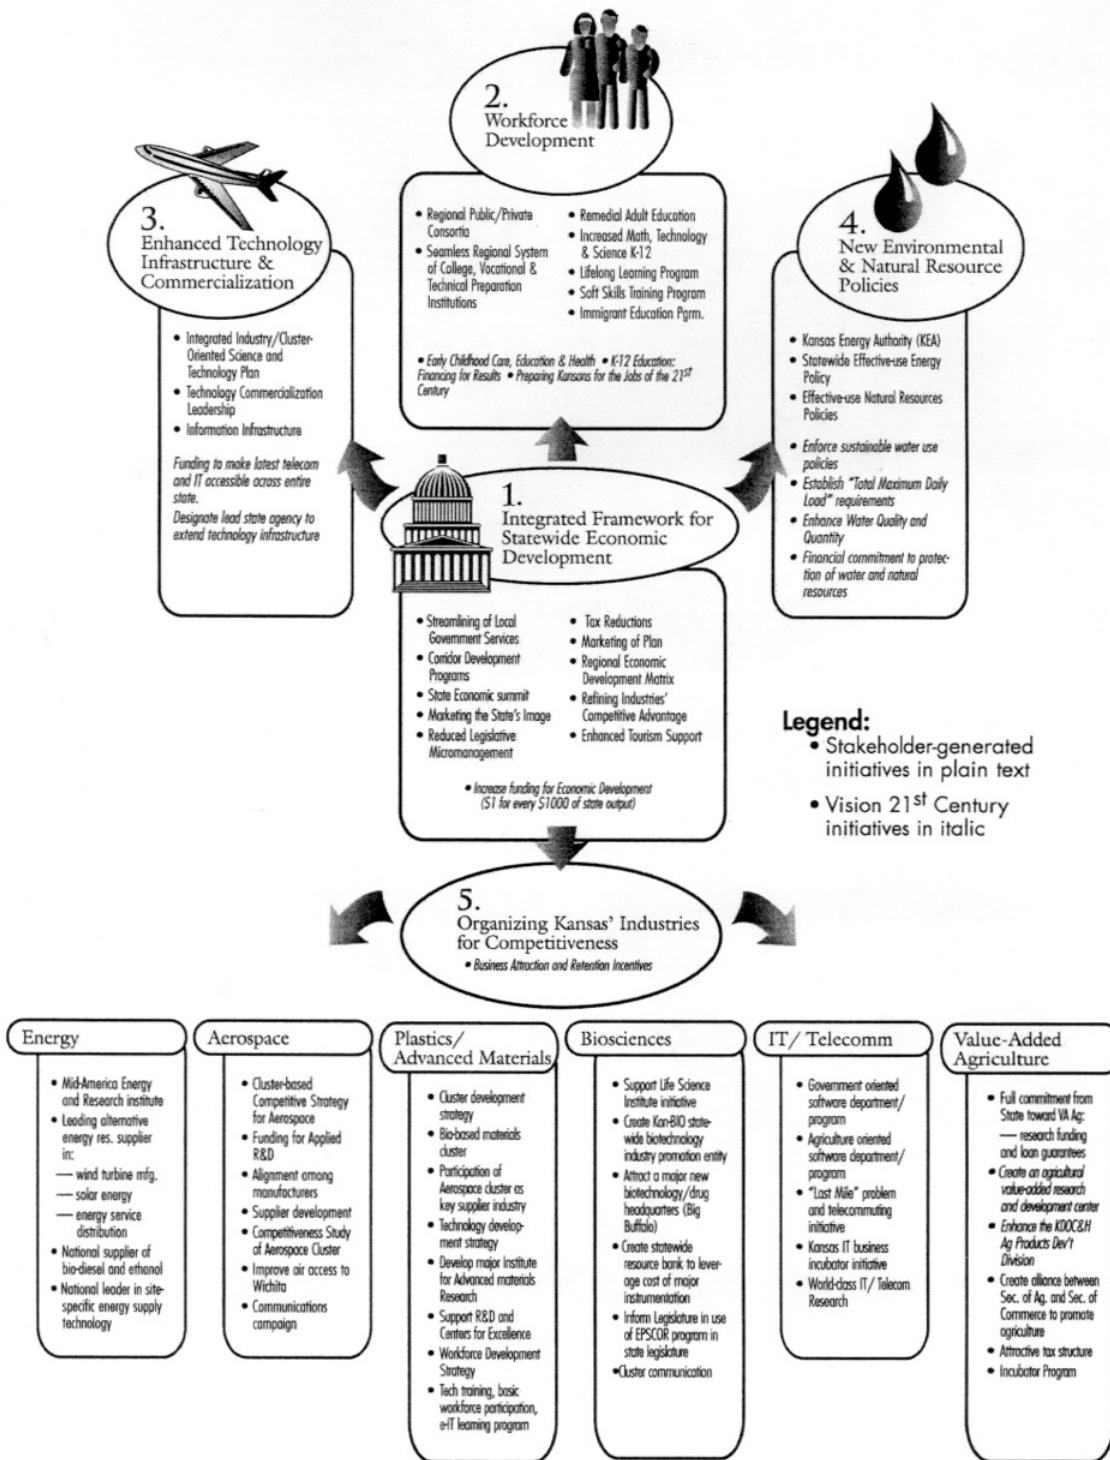 2.
Workforce
Development
• Regional Public/Private
Consortia
• Seamless Regional System
of College, Vocational &
Technical Preparation
Institutions
• Remedial Adult Education
• Increased Math, Technology
& Science K-12
• Lifelong Learning Program
• Soft Skills Training Program
• Immigrant Education Pgrm.
• Early Childhood Care, Education & Health • K-12 Education:
Financing for Results • Preparing Kansans for the Jobs of the 21st
Century
3.
Enhanced Technology
Infrastructure &
Commercialization
• Integrated Industry/Cluster-
Oriented Science and
Technology Plan
• Technology Commercialization
Leadership
• Information Infrastructure
Funding to make latest telecom
and IT accessible across entire
state.
Designate lead state agency to
extend technology infrastructure
4.
New Environmental
& Natural Resource
Policies
• Kansas Energy Authority (KEA)
• Statewide Effective-use Energy
Policy
• Effective-use Natural Resources
Policies
• Enforce sustainable water use
policies
• Establish "Total Maximum Daily
Load" requirements
• Enhance Water Quality and
Quantity
• Financial commitment to protec-
tion of water and natural
resources
1.
Integrated Framework for
Statewide Economic
Development
• Streamlining of Local
Government Services
• Corridor Development
Programs
• State Economic summit
• Marketing the State's Image
• Reduced Legislative
Micromanagement
• Tax Reductions
• Marketing of Plan
• Regional Economic
Development Matrix
• Refining Industries'
Competitive Advantage
• Enhanced Tourism Support
• Increase funding for Economic Development
($1 for every $1000 of state output)
Legend:
• Stakeholder-generated
initiatives in plain text
• Vision 21st Century
initiatives in italic
5.
Organizing Kansas' Industries
for Competitiveness
• Business Attraction and Retention Incentives
Energy
• Mid-America Energy
and Research institute
• Leading alternative
energy res. supplier
in:
— wind turbine mfg.
— solar energy
— energy service
distribution
• National supplier of
bio-diesel and ethanol
• National leader in site-
specific energy supply
technology
Aerospace
• Cluster-based
Competitive Strategy
for Aerospace
• Funding for Applied
R&D
• Alignment among
manufacturers
• Supplier development
• Competitiveness Study
of Aerospace Cluster
• Improve air access to
Wichita
• Communications
campaign
Plastics/
Advanced Materials
• Cluster development
strategy
• Bio-based materials
cluster
• Participation of
Aerospace cluster as
key supplier industry
• Technology develop-
ment strategy
• Develop major Institute
for Advanced materials
Research
• Support R&D and
Centers for Excellence
• Workforce Development
Strategy
• Tech training, basic
workforce participation,
e-IT learning program
Biosciences
• Support Life Science
Institute initiative
• Create Kan-BIO state-
wide biotechnology
industry promotion entity
• Attract a major new
biotechnology/drug
headquarters (Big
Buffalo)
• Create statewide
resource bank to lever-
age cost of major
instrumentation
• Inform Legislature in use
of EPSCOR program in
state legislature
•Cluster communication
IT/ Telecomm
• Government oriented
software department/
program
• Agriculture oriented
software department/
program
• "Last Mile" problem
and telecommuting
initiative
• Kansas IT business
incubator initiative
• World-class IT/ Telecom
Research
Value-Added
Agriculture
• Full commitment from
State toward VA Ag:
— research funding
and loan guarantees
• Create an agricultural
value-added research
and development center
• Enhance the KDOC&H
Ag Products Dev't
Division
• Create alliance between
Sec. of Ag. and Sec. of
Commerce to promote
agriculture
• Attractive tax structure
• Incubator Program